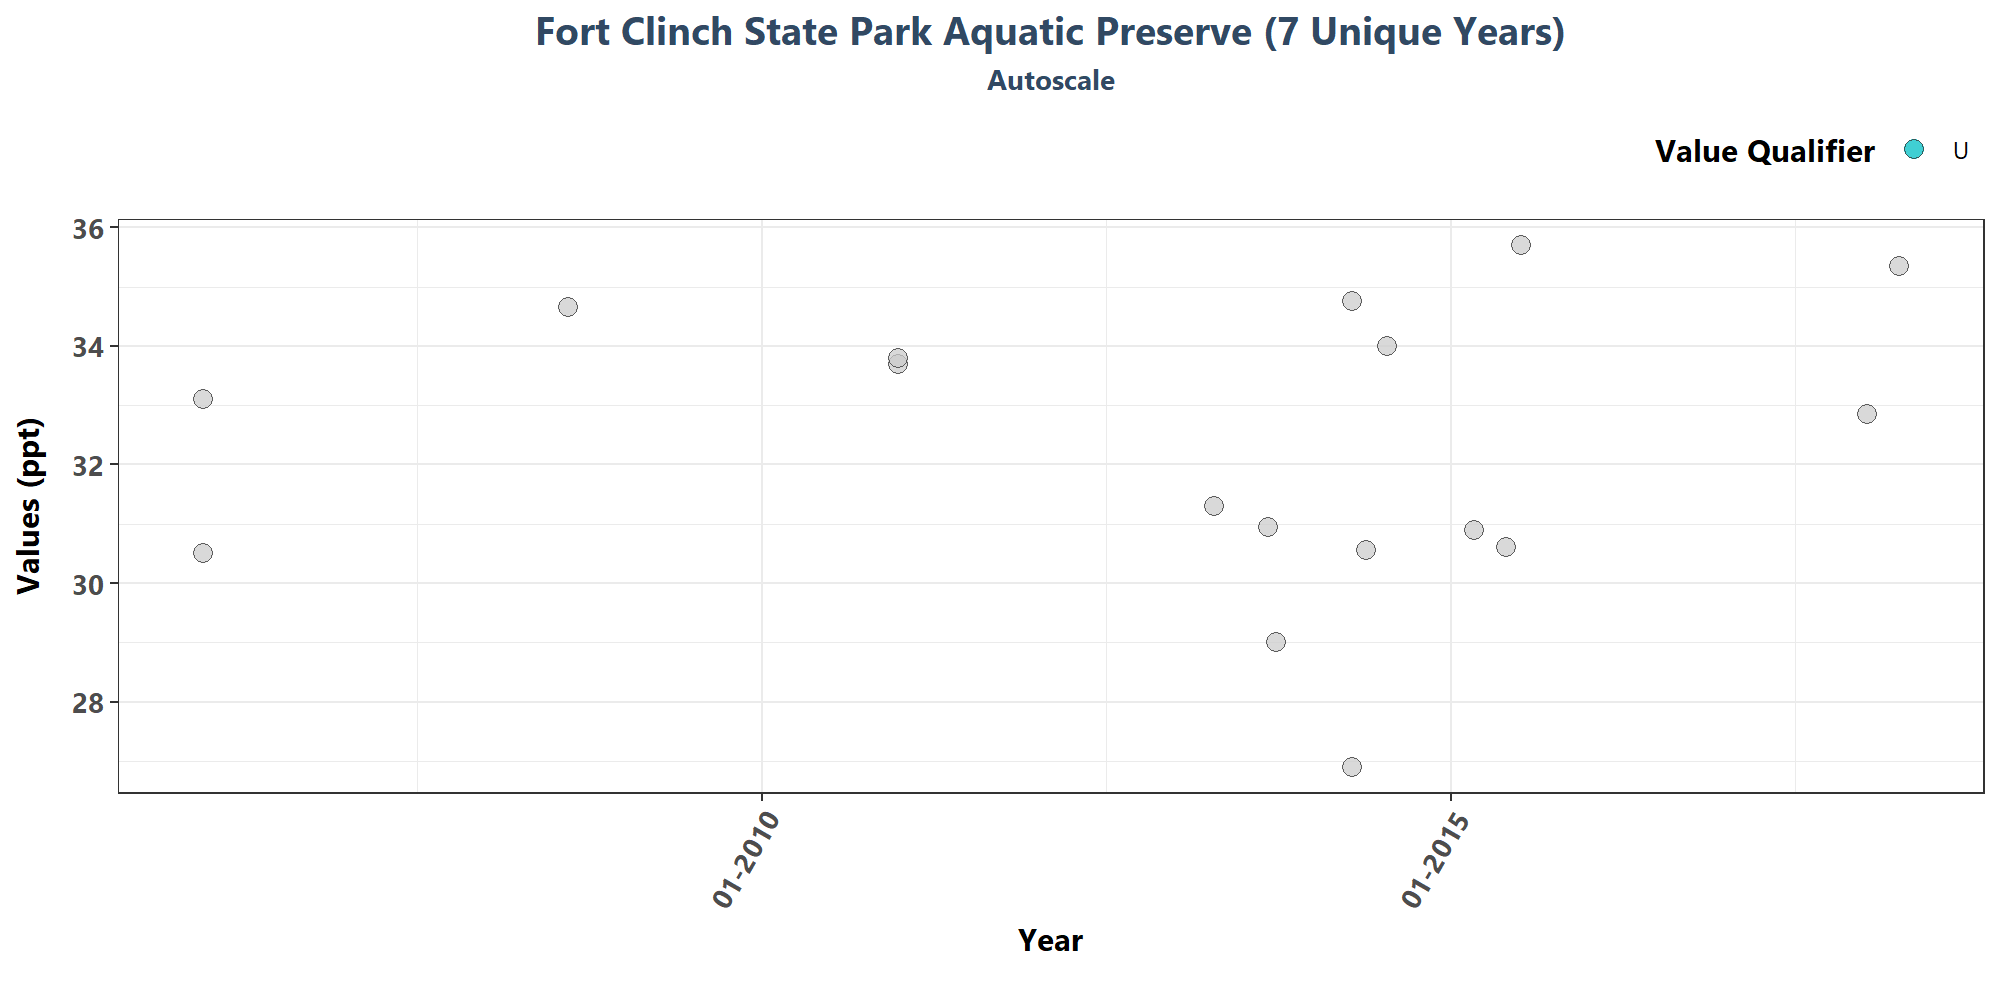 Fort Clinch State Park Aquatic Preserve (7 Unique Years)
Autoscale
Value Qualifier U
36
34
32
30
28
Values (ppt)
01-2010
01-2015
Year